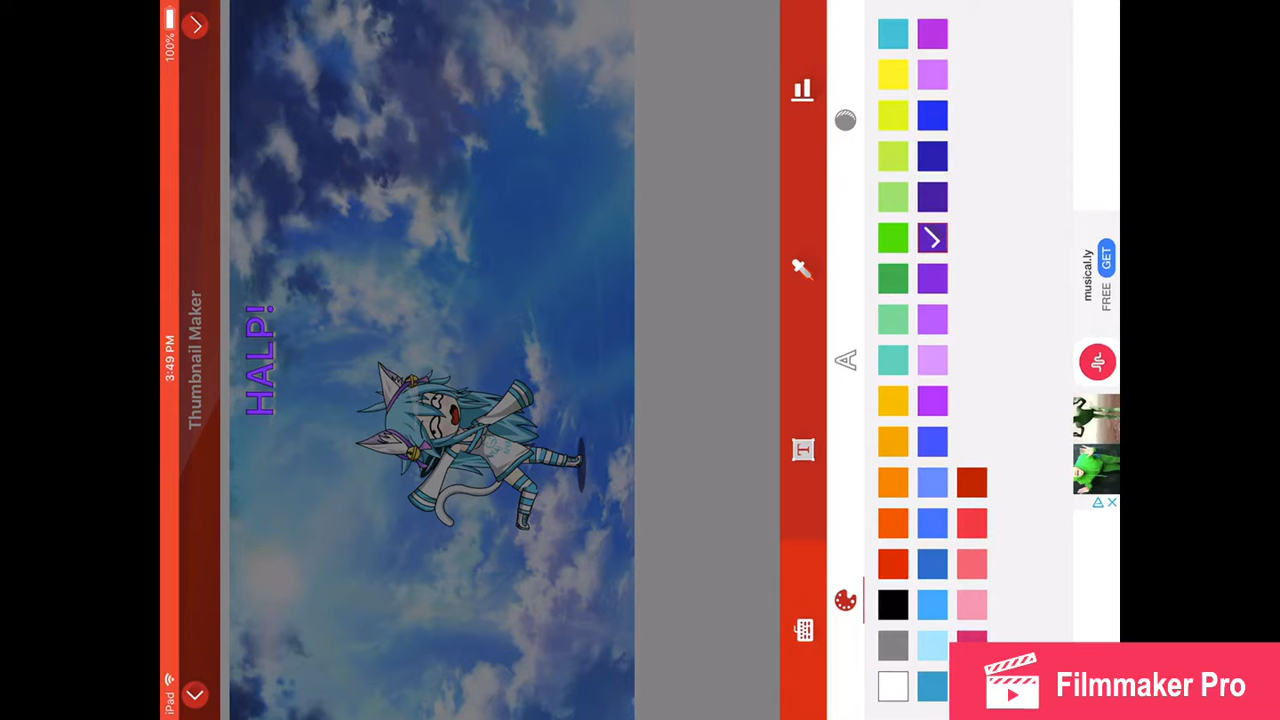 iPad 3:49 PM 100%
Thumbnail Maker
HALP!
A
T
musical.ly
FREE GET
Filmmaker Pro